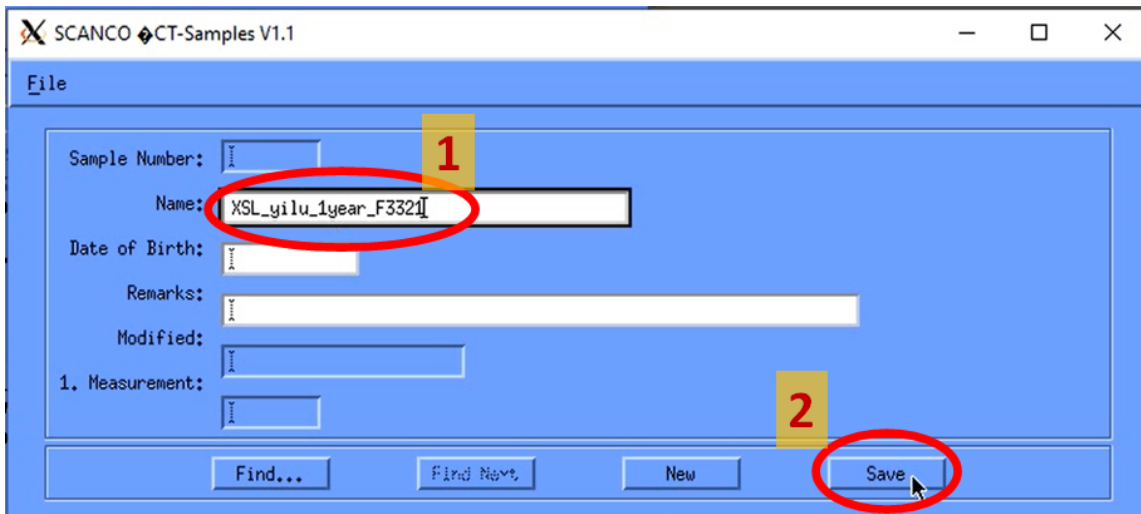 SCANCO �CT-Samples V1.1
File
1
Sample Number:
Name: XSL_yilu_1year_F3321
Date of Birth:
Remarks:
Modified:
1. Measurement:
2
Find... Find Next New Save